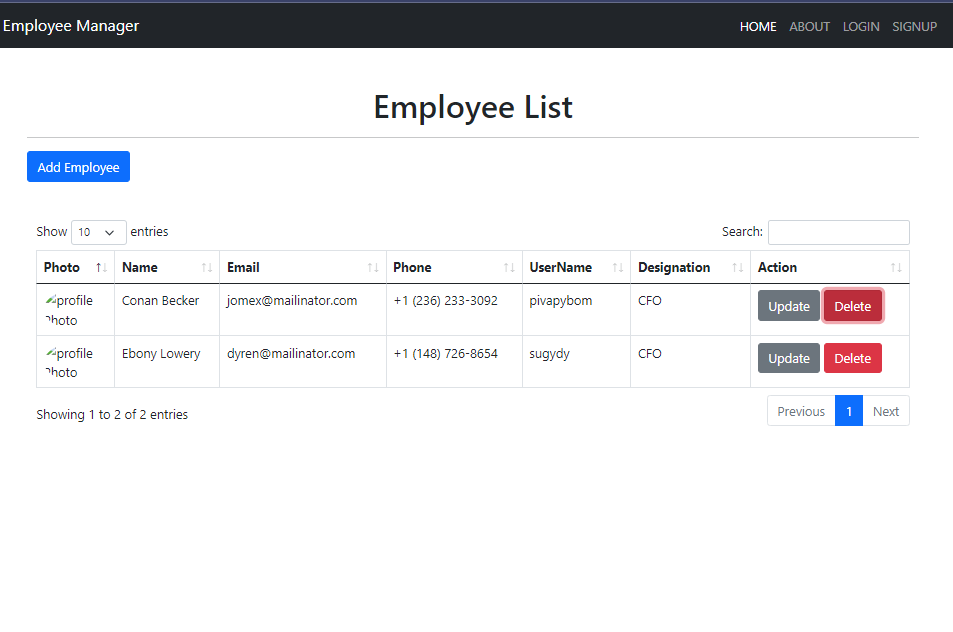 Employee Manager HOME ABOUT LOGIN SIGNUP
Employee List
Add Employee
Show 10 entries Search:
Photo Name Email Phone UserName Designation Action
profile Photo Conan Becker jomex@mailinator.com +1 (236) 233-3092 pivapybom CFO Update Delete
profile Photo Ebony Lowery dyren@mailinator.com +1 (148) 726-8654 sugydy CFO Update Delete
Showing 1 to 2 of 2 entries Previous 1 Next